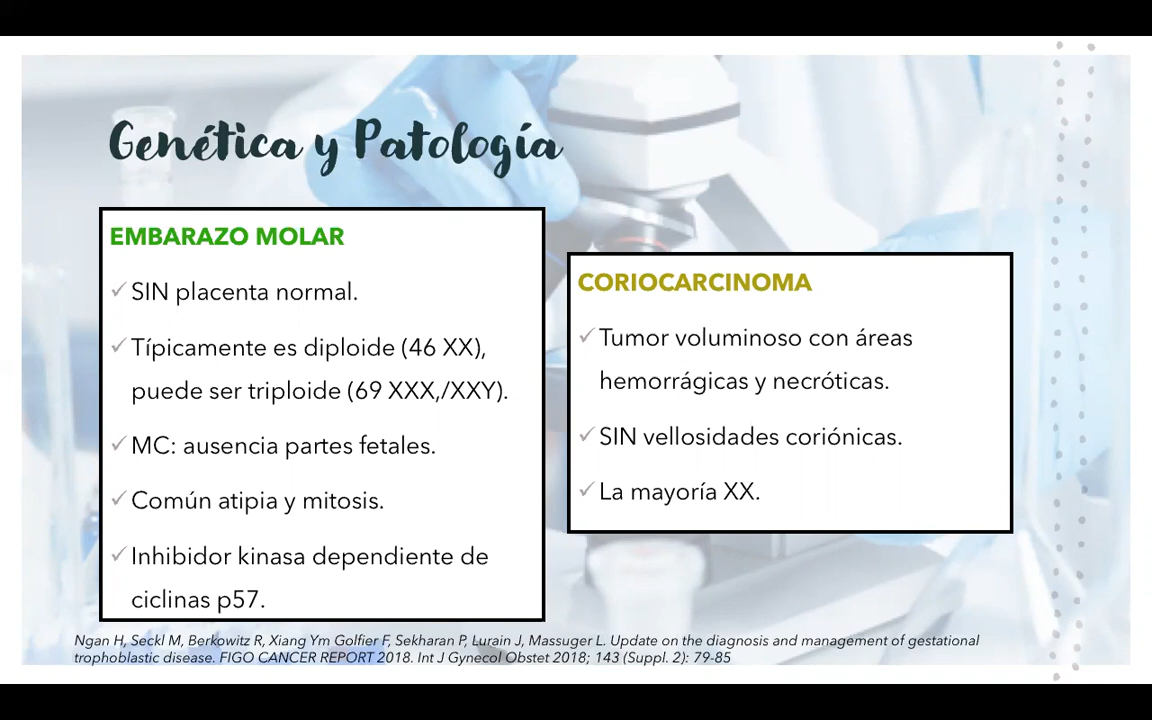 Genética y Patología
EMBARAZO MOLAR
SIN placenta normal.
Típicamente es diploide (46 XX),
puede ser triploide (69 XXX,/XXY).
MC: ausencia partes fetales.
Común atipia y mitosis.
Inhibidor kinasa dependiente de
ciclinas p57.
CORIOCARCINOMA
Tumor voluminoso con áreas
hemorrágicas y necróticas.
SIN vellosidades coriónicas.
La mayoría XX.
Ngan H, Seckl M, Berkowitz R, Xiang Ym Golfier F, Sekharan P, Lurain J, Massuger L. Update on the diagnosis and management of gestational
trophoblastic disease. FIGO CANCER REPORT 2018. Int J Gynecol Obstet 2018; 143 (Suppl. 2): 79-85